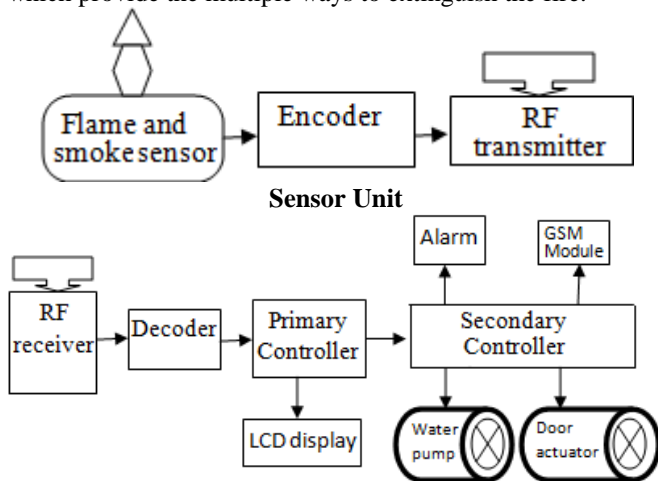 which provide the multiple ways to extinguish the fire.
Flame and
smoke sensor
Encoder
RF
transmitter
Sensor Unit
Alarm
GSM
Module
RF
receiver
Decoder
Primary
Controller
Secondary
Controller
LCD display
Water
pump
Door
actuator